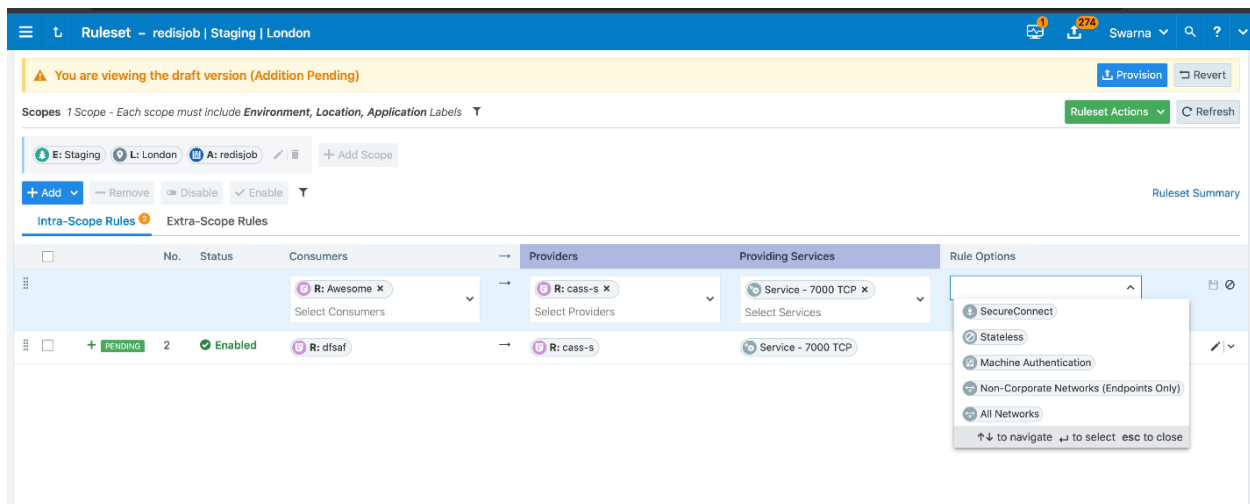 Ruleset – redisjob | Staging | London
1
274
Swarna
?
You are viewing the draft version (Addition Pending)
Provision
Revert
Scopes 1 Scope - Each scope must include Environment, Location, Application Labels
Ruleset Actions
Refresh
E: Staging
L: London
A: redisjob
+ Add Scope
+ Add
Remove
Disable
Enable
Ruleset Summary
Intra-Scope Rules 2
Extra-Scope Rules
No.
Status
Consumers
→
Providers
Providing Services
Rule Options
R: Awesome ×
Select Consumers
→
R: cass-s ×
Select Providers
Service - 7000 TCP ×
Select Services
SecureConnect
Stateless
Machine Authentication
Non-Corporate Networks (Endpoints Only)
All Networks
↑↓ to navigate ↵ to select esc to close
+ PENDING
2
Enabled
R: dfsaf
→
R: cass-s
Service - 7000 TCP